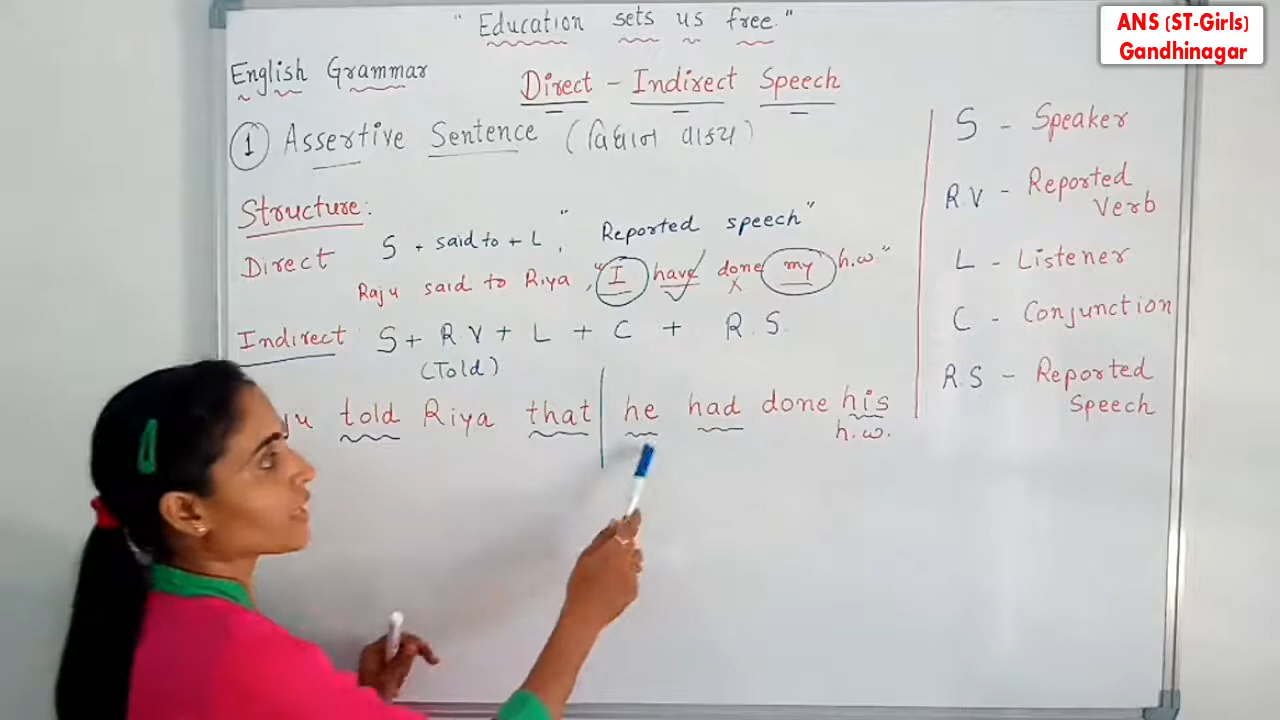 " Education sets us free. "
ANS (ST-Girls)
Gandhinagar
English Grammar
Direct - Indirect Speech
① Assertive Sentence (વિધાન વાક્ય)
Structure:
Direct S + said to + L, " Reported speech "
Raju said to Riya, "I have done my h.w"
Indirect S + R V + L + C + R.S.
(Told)
ju told Riya that he had done his
h.w.
S - Speaker
R.V - Reported
Verb
L - Listener
C - Conjunction
R.S - Reported
Speech